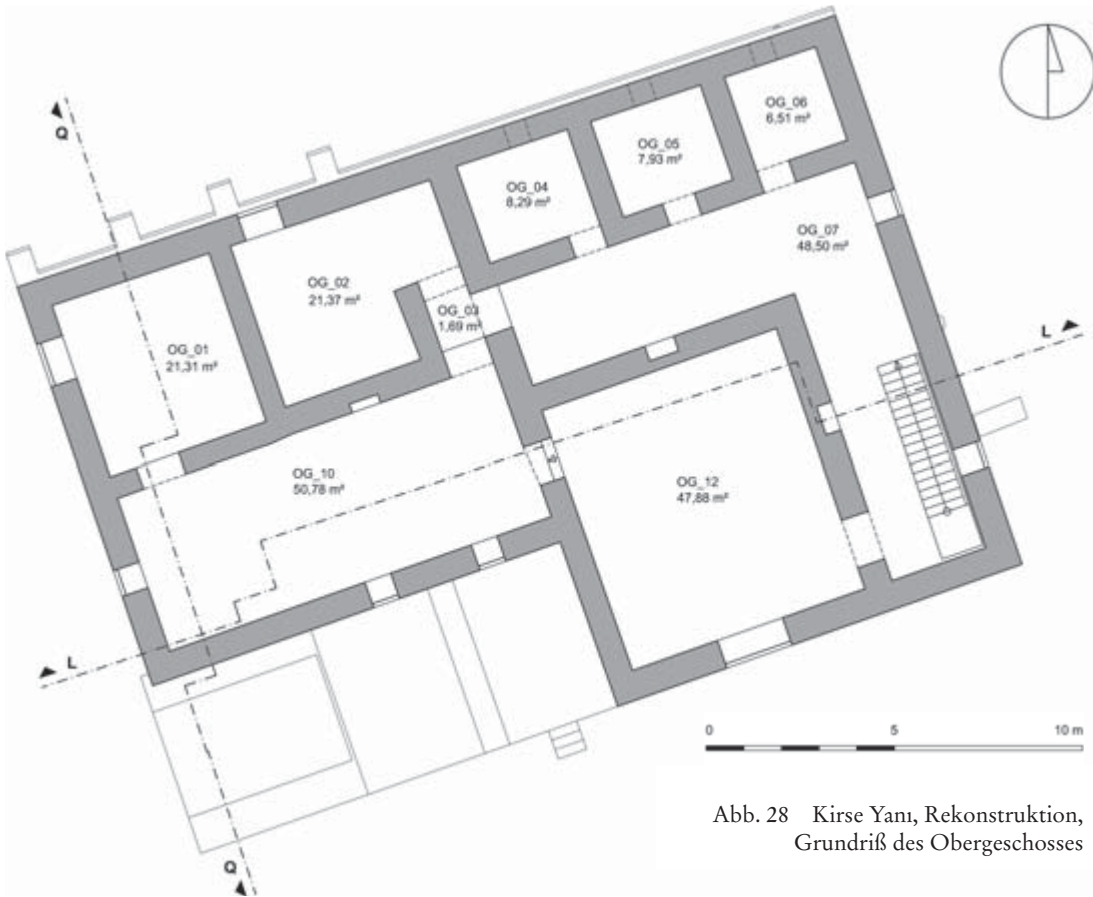 Q
OG_06
6,51 m²
OG_05
7,93 m²
OG_04
8,29 m²
OG_07
48,50 m²
OG_02
21,37 m²
OG_03
1,69 m²
L
OG_01
21,31 m²
OG_10
50,78 m²
OG_12
47,88 m²
L
0 5 10 m
Abb. 28 Kirse Yanı, Rekonstruktion,
Grundriß des Obergeschosses
Q